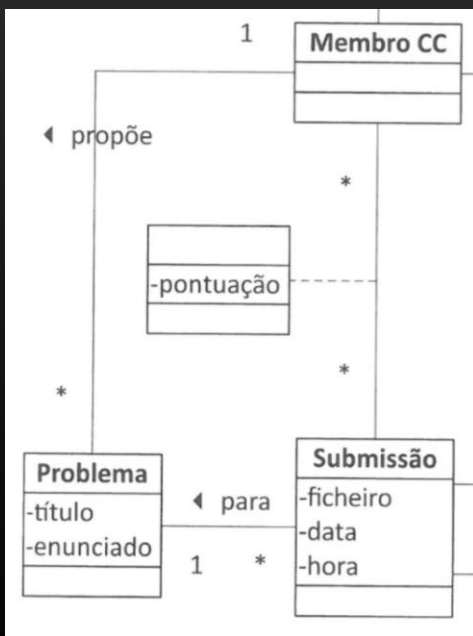 1
Membro CC
◄ propõe
*
-pontuação
*
*
Problema
-título
-enunciado
◄ para
1 *
Submissão
-ficheiro
-data
-hora